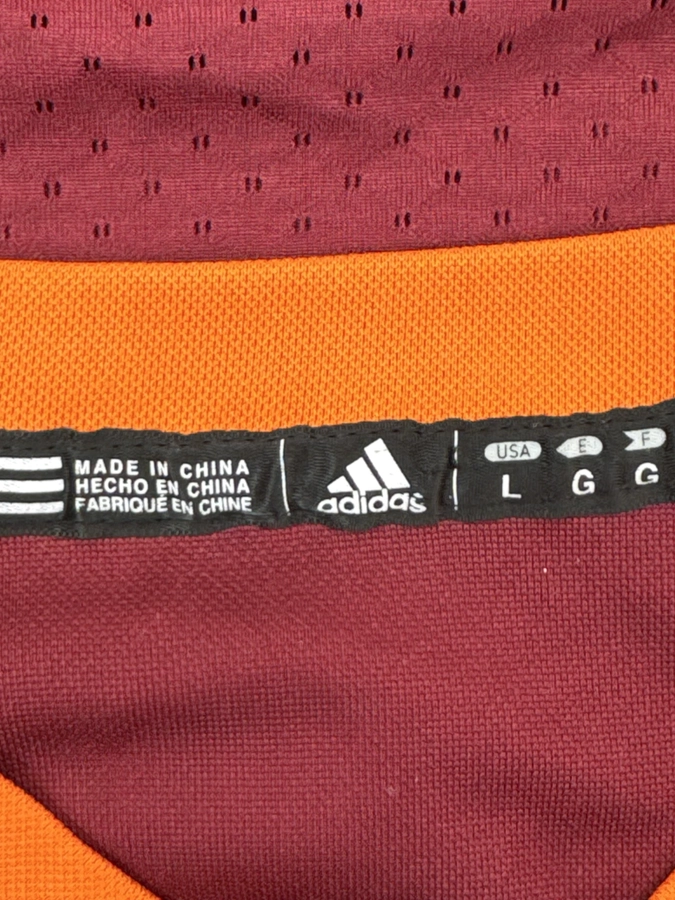 MADE IN CHINA
HECHO EN CHINA
FABRIQUÉ EN CHINE
adidas
USA E F
L G G